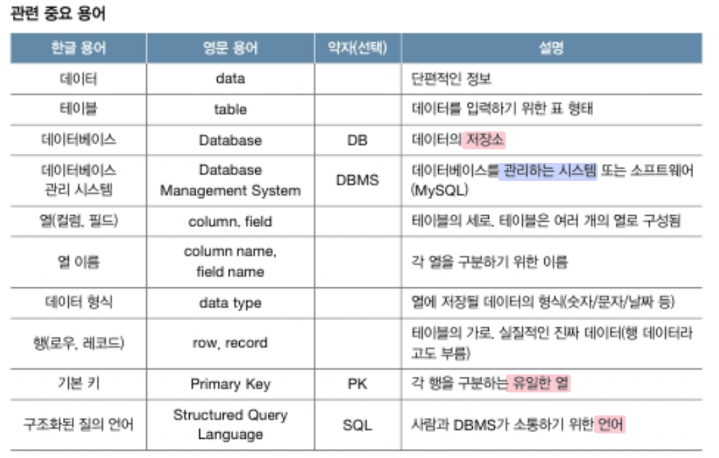 관련 중요 용어
한글 용어 영문 용어 약자(선택) 설명
데이터 data 단편적인 정보
테이블 table 데이터를 입력하기 위한 표 형태
데이터베이스 Database DB 데이터의 저장소
데이터베이스
관리 시스템
Database
Management System
DBMS
데이터베이스를 관리하는 시스템 또는 소프트웨어
(MySQL)
열(컬럼, 필드) column, field 테이블의 세로, 테이블은 여러 개의 열로 구성됨
열 이름
column name,
field name
각 열을 구분하기 위한 이름
데이터 형식 data type 열에 저장될 데이터의 형식(숫자/문자/날짜 등)
행(로우, 레코드) row, record
테이블의 가로, 실질적인 진짜 데이터(행 데이터라
고도 부름)
기본 키 Primary Key PK 각 행을 구분하는 유일한 열
구조화된 질의 언어
Structured Query
Language
SQL 사람과 DBMS가 소통하기 위한 언어